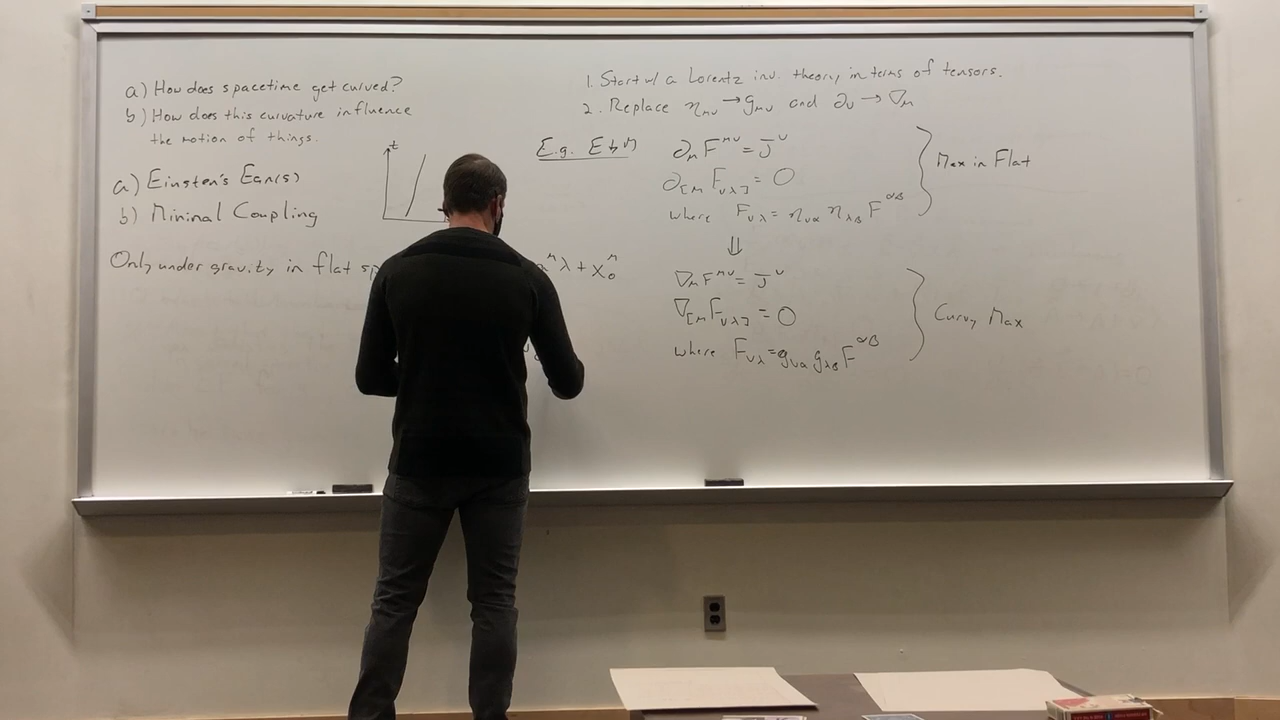 a) How does spacetime get curved?
b) How does this curvature influence
the motion of things.
a) Einstein's Eqn(s)
b) Minimal Coupling
t
Only under gravity in flat
λ + x₀^μ
1. Start w/ a Lorentz inv. theory, in terms of tensors.
2. Replace η_μν → g_μν and ∂_μ → ∇_μ
E.g. E&M
∂_μ F^μν = J^ν
∂_[μ F_νλ] = 0
where F_νλ = η_να η_λβ F^αβ
Max in Flat
⇓
∇_μ F^μν = J^ν
∇_[μ F_νλ] = 0
where F_νλ = g_να g_λβ F^αβ
Curvy Max